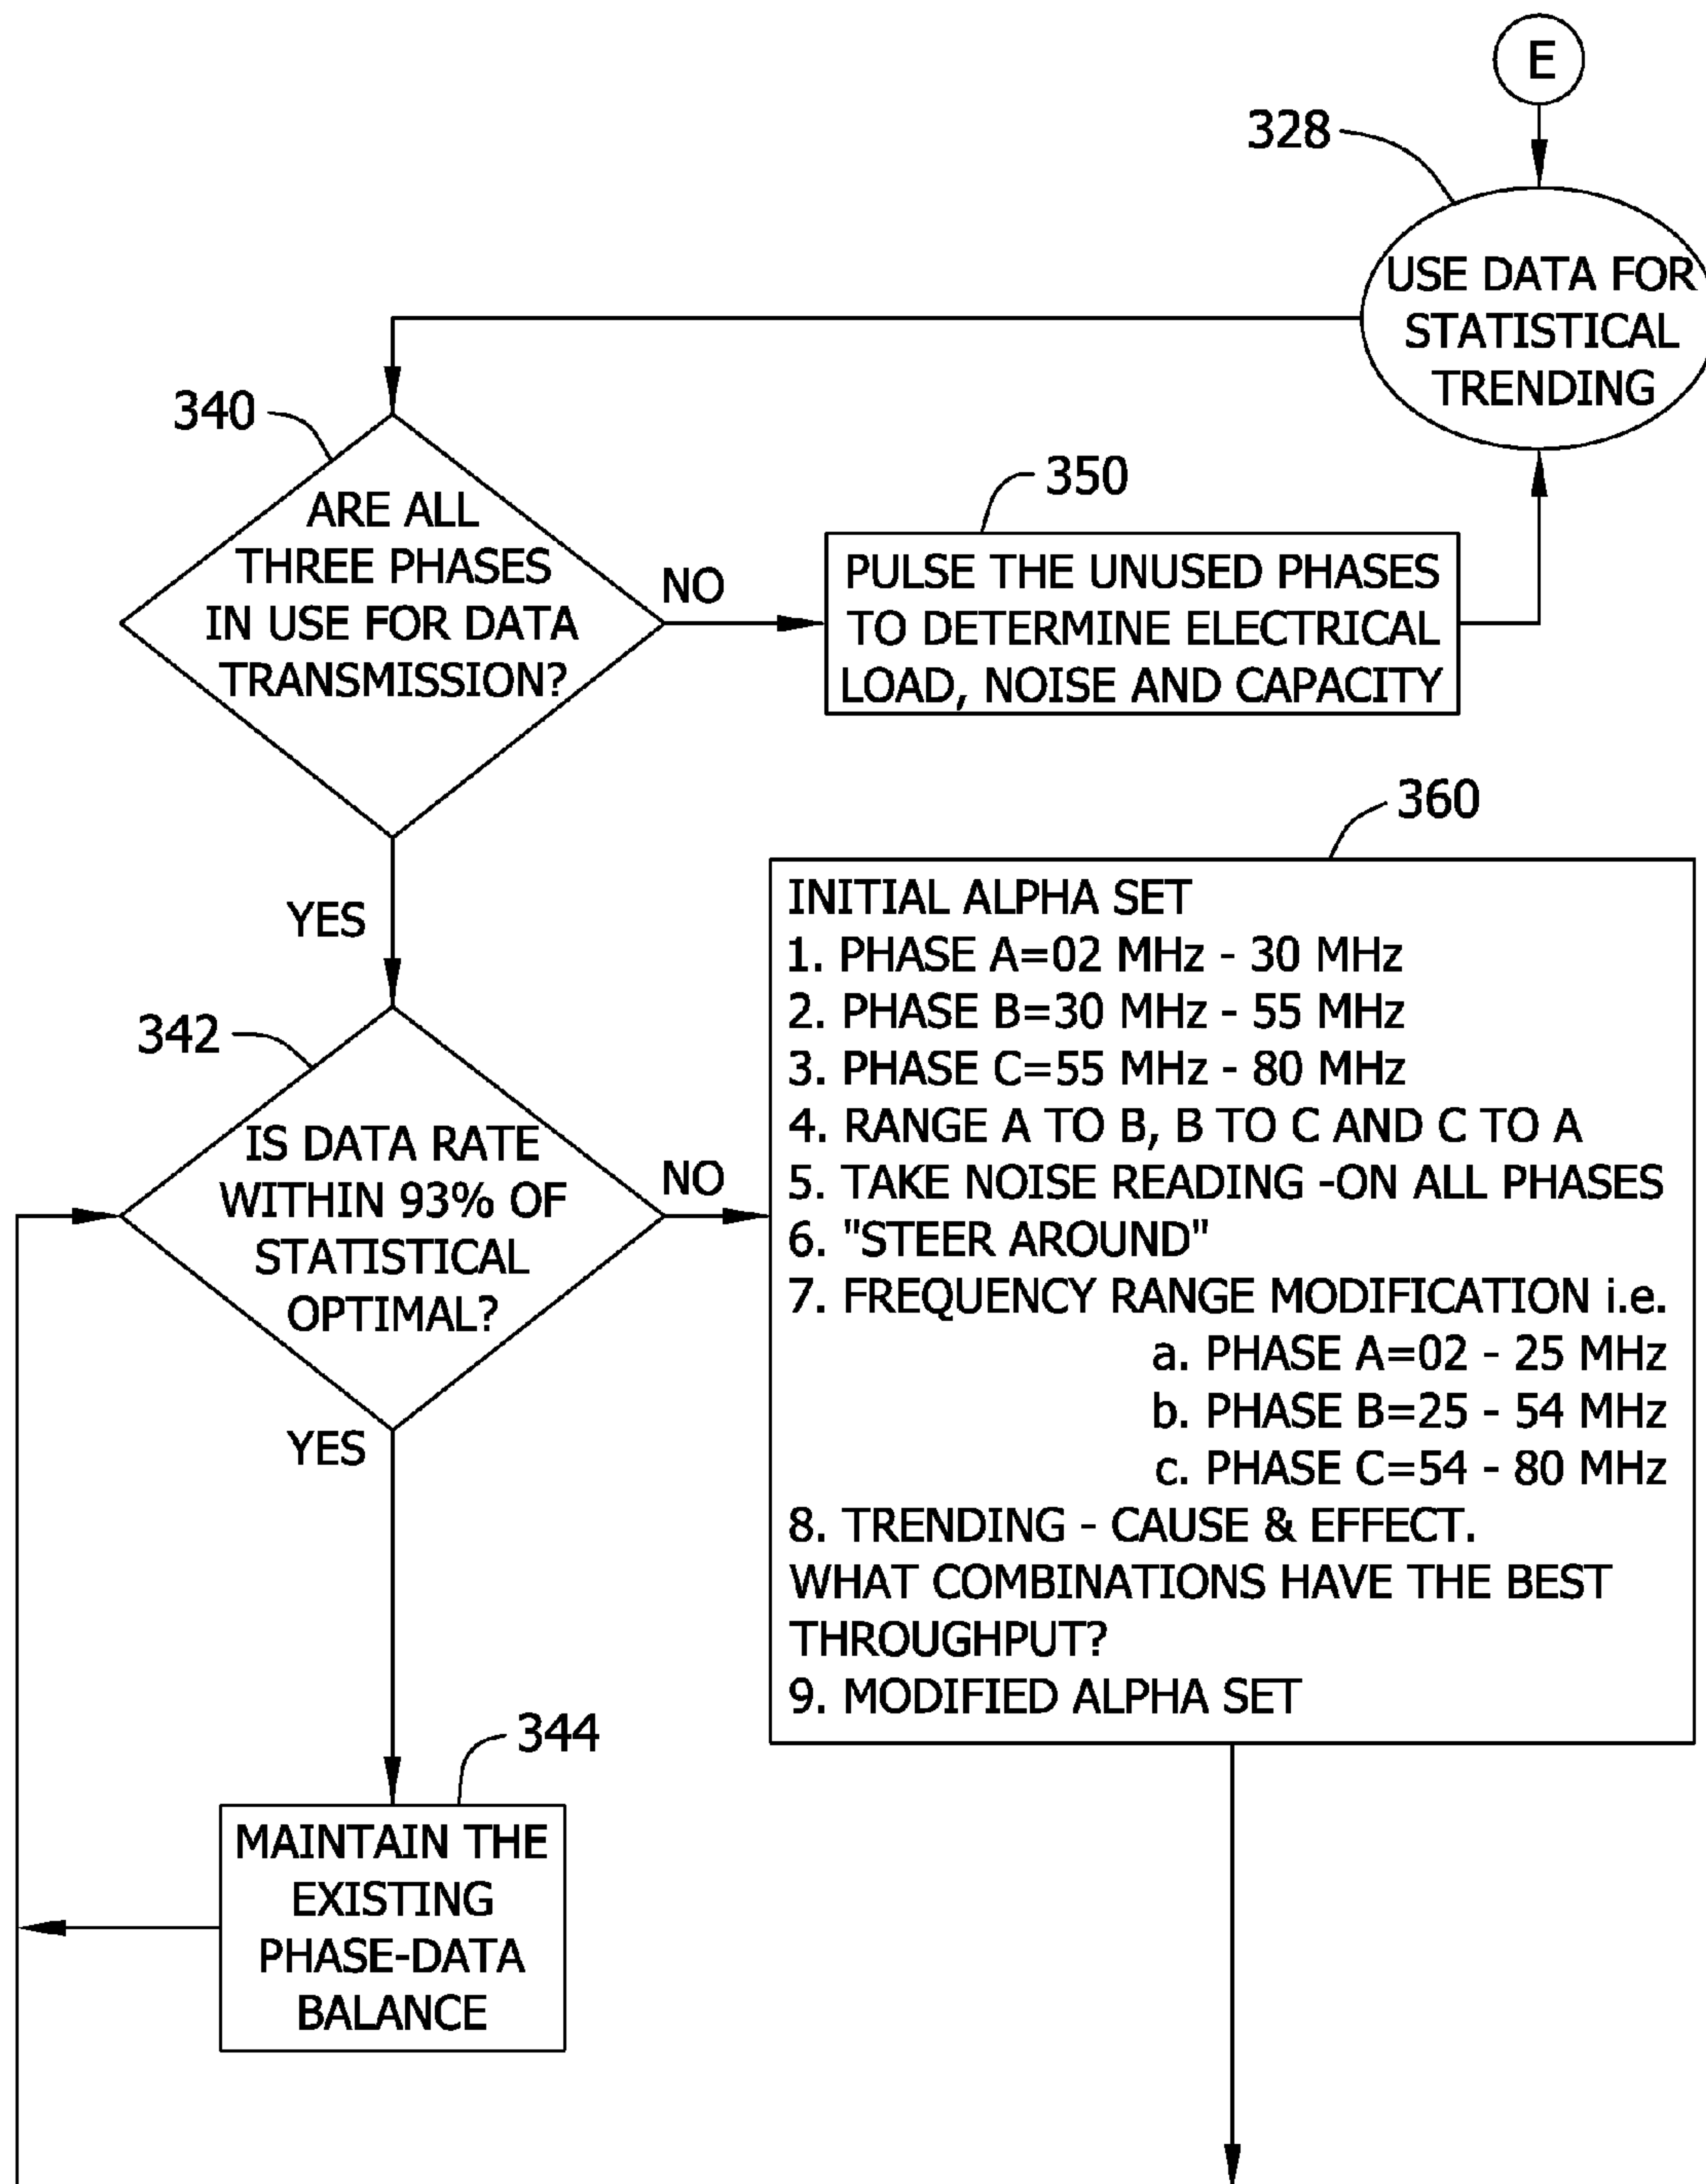 E
328
USE DATA FOR
STATISTICAL
TRENDING
340
ARE ALL
THREE PHASES
IN USE FOR DATA
TRANSMISSION?
NO
350
PULSE THE UNUSED PHASES
TO DETERMINE ELECTRICAL
LOAD, NOISE AND CAPACITY
YES
342
IS DATA RATE
WITHIN 93% OF
STATISTICAL
OPTIMAL?
NO
360
INITIAL ALPHA SET
1. PHASE A=02 MHz - 30 MHz
2. PHASE B=30 MHz - 55 MHz
3. PHASE C=55 MHz - 80 MHz
4. RANGE A TO B, B TO C AND C TO A
5. TAKE NOISE READING -ON ALL PHASES
6. "STEER AROUND"
7. FREQUENCY RANGE MODIFICATION i.e.
a. PHASE A=02 - 25 MHz
b. PHASE B=25 - 54 MHz
c. PHASE C=54 - 80 MHz
8. TRENDING - CAUSE & EFFECT.
WHAT COMBINATIONS HAVE THE BEST
THROUGHPUT?
9. MODIFIED ALPHA SET
YES
344
MAINTAIN THE
EXISTING
PHASE-DATA
BALANCE